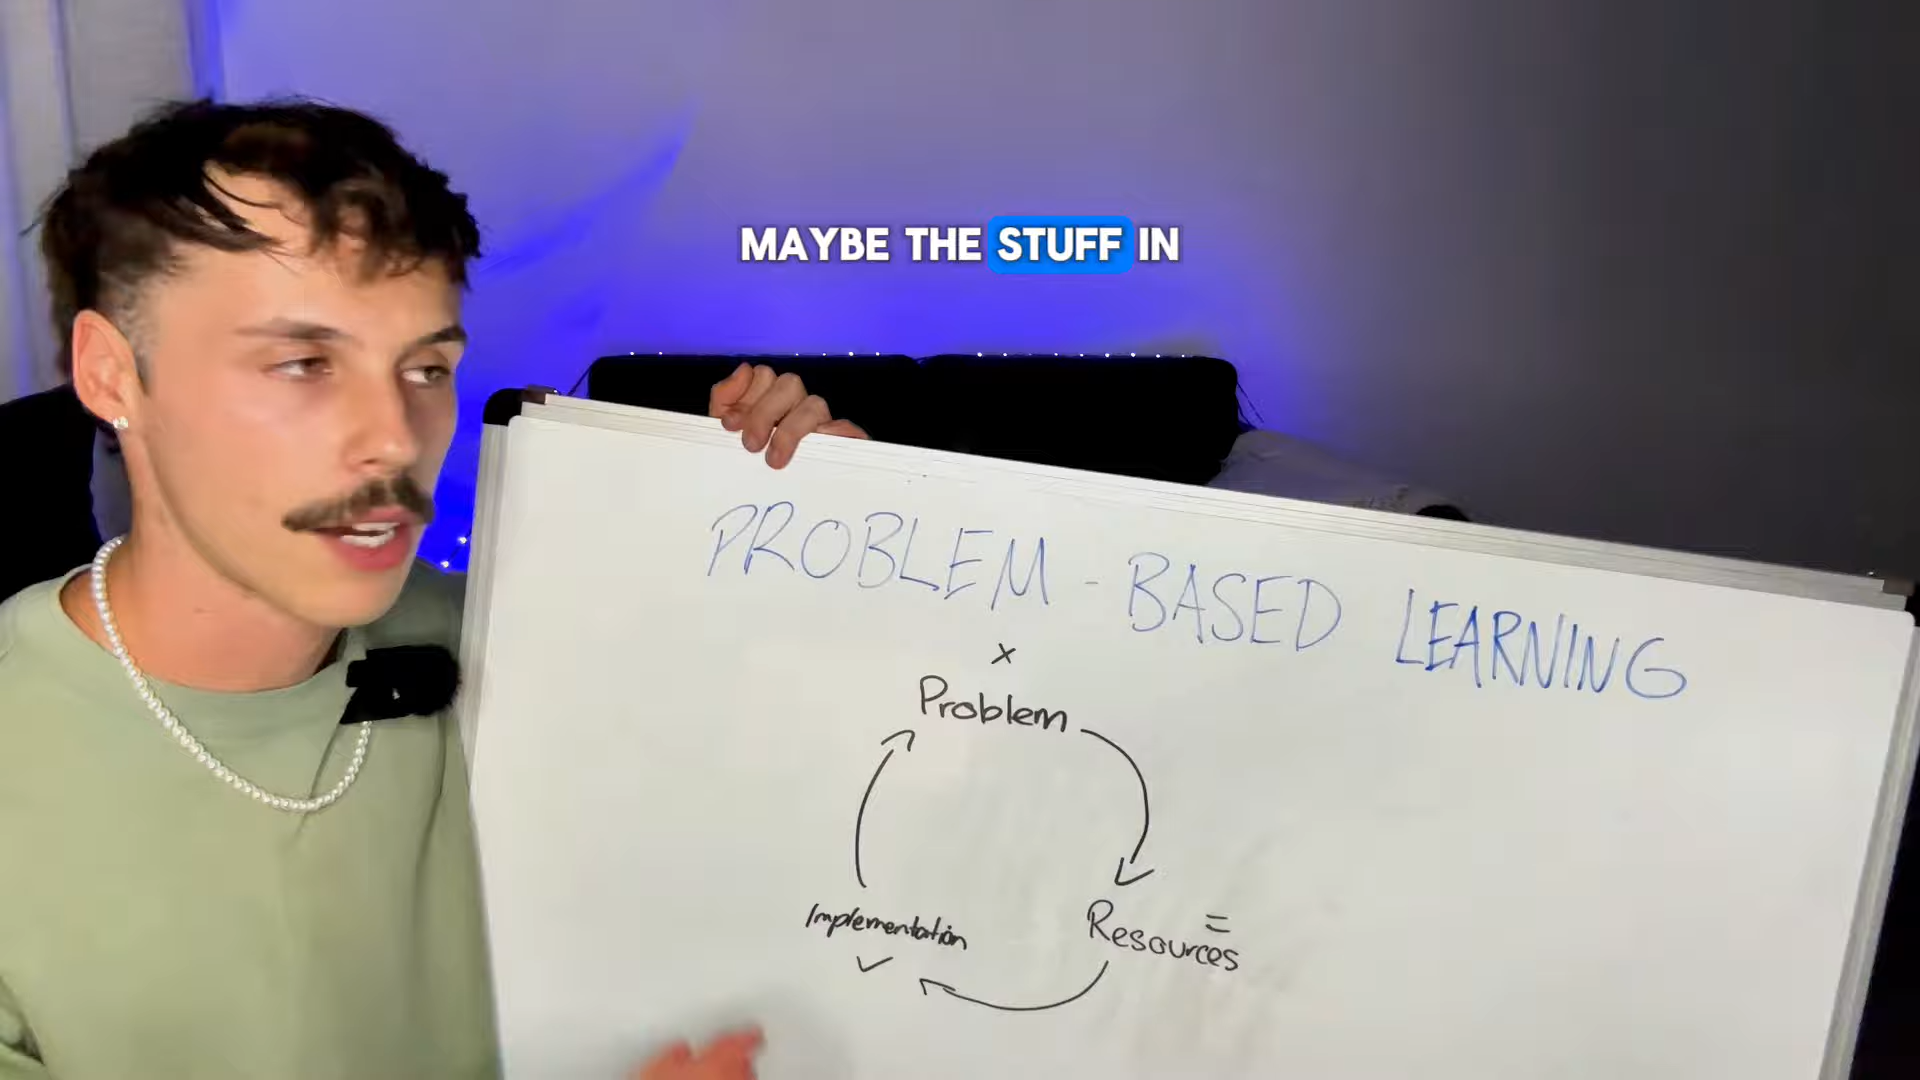 MAYBE THE STUFF IN
PROBLEM - BASED LEARNING
x
Problem
Resources
=
Implementation
✓